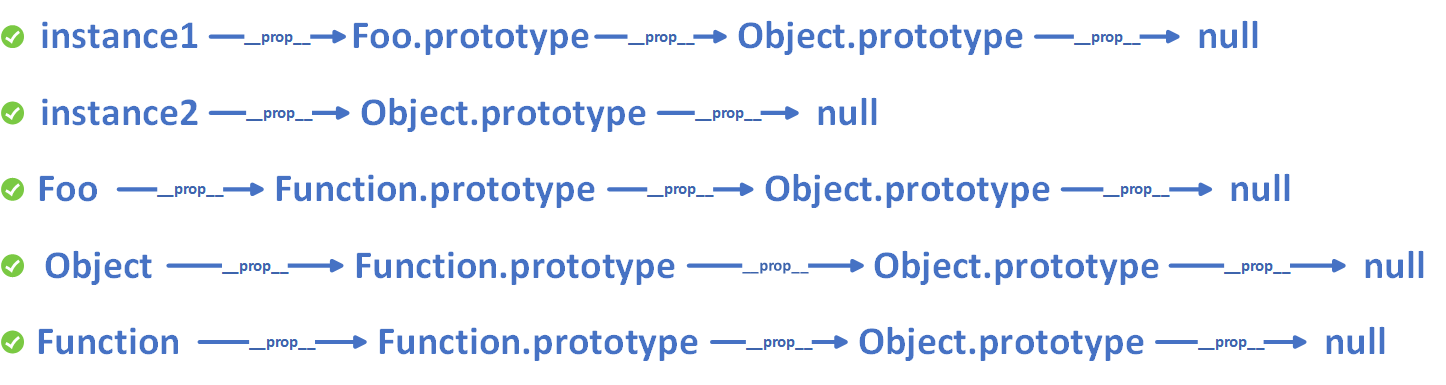 instance1 __prop__ Foo.prototype __prop__ Object.prototype __prop__ null
instance2 __prop__ Object.prototype __prop__ null
Foo __prop__ Function.prototype __prop__ Object.prototype __prop__ null
Object __prop__ Function.prototype __prop__ Object.prototype __prop__ null
Function __prop__ Function.prototype __prop__ Object.prototype __prop__ null